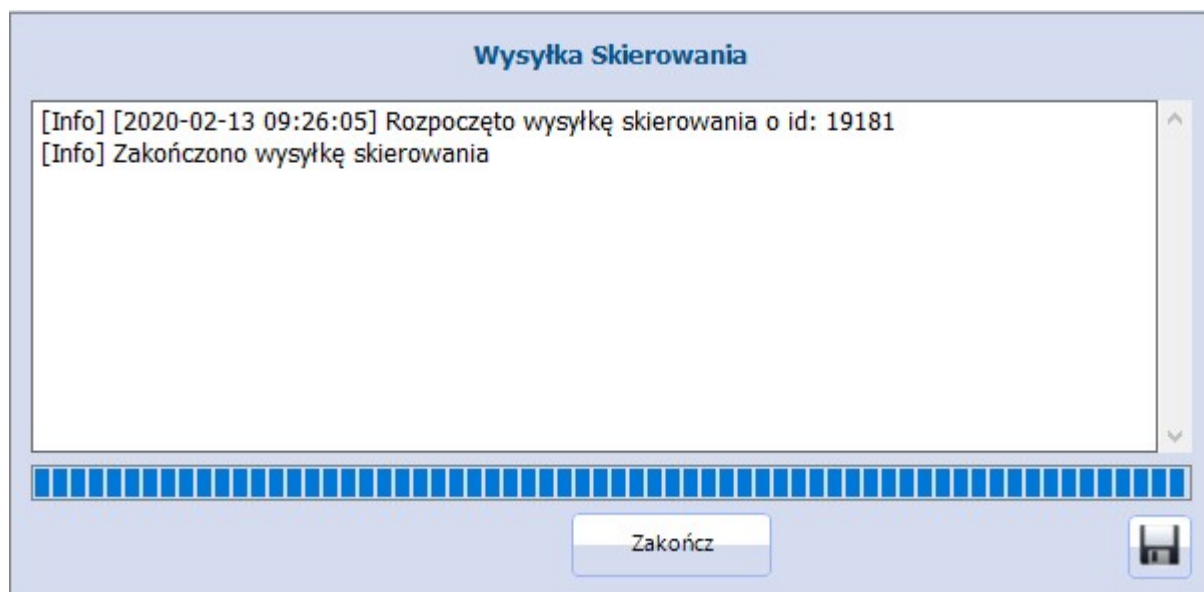 Wysyłka Skierowania
[Info] [2020-02-13 09:26:05] Rozpoczęto wysyłkę skierowania o id: 19181
[Info] Zakończono wysyłkę skierowania
Zakończ